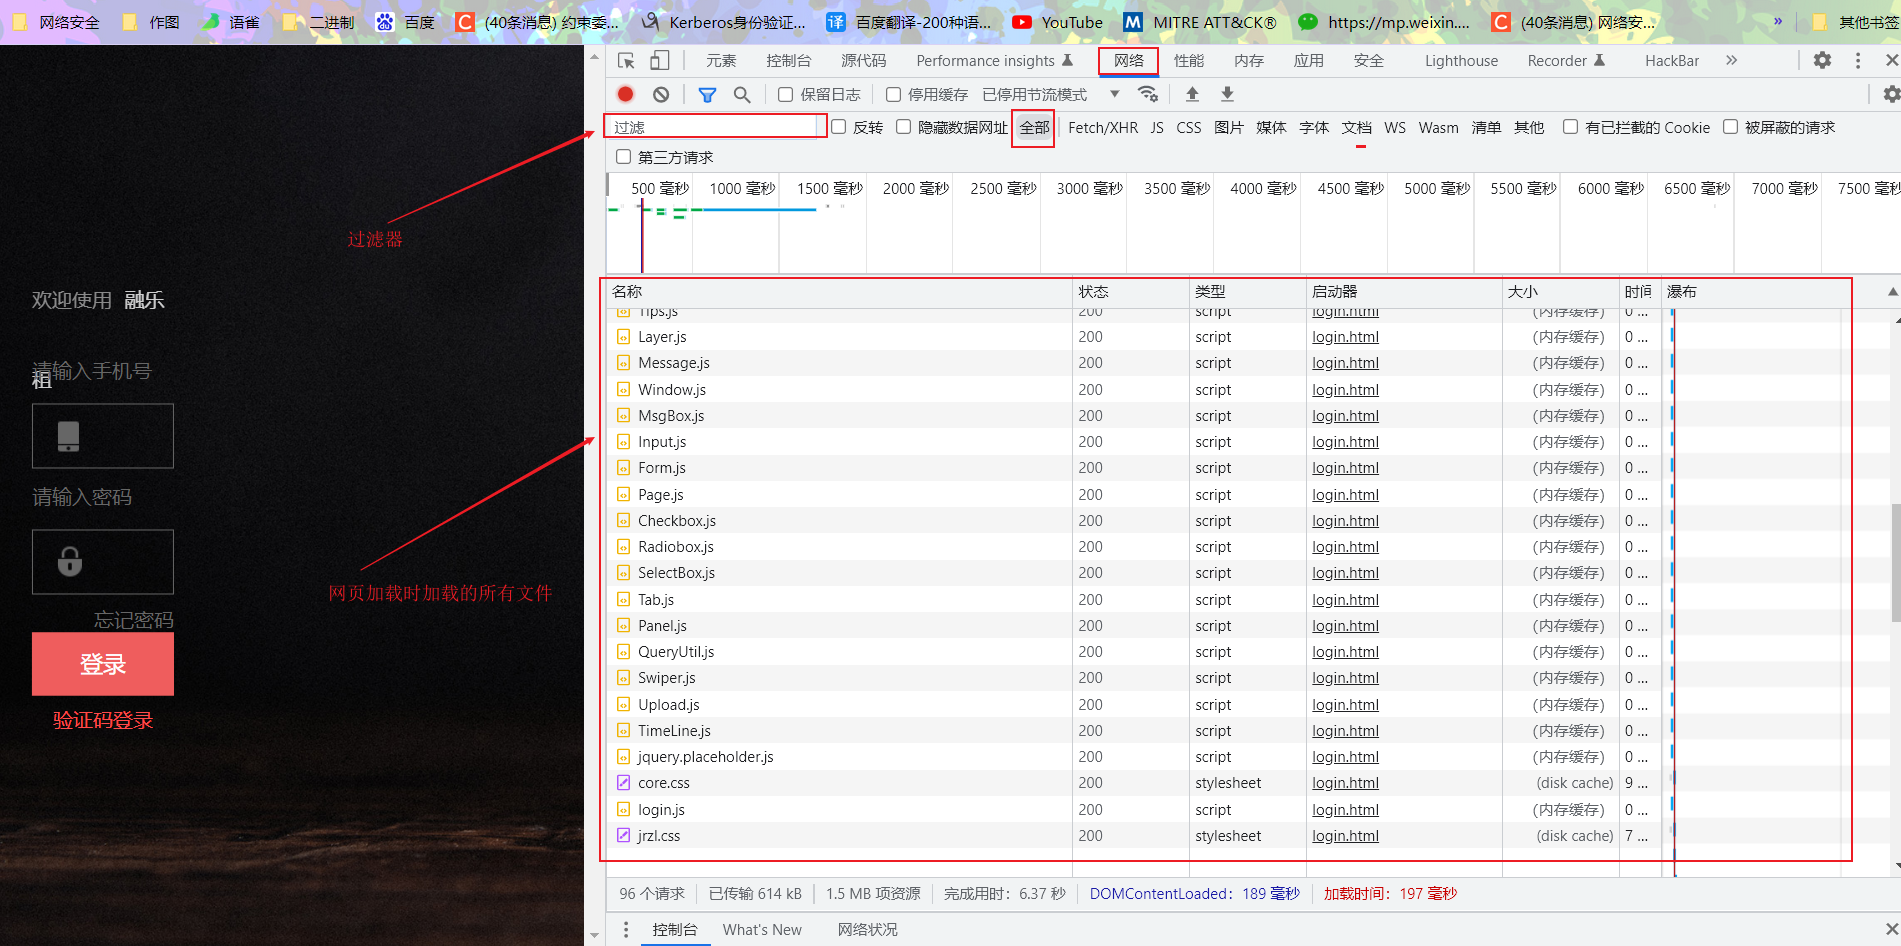 网络安全 作图 语雀 二进制 百度 (40条消息) 约束委... Kerberos身份验证... 百度翻译-200种语... YouTube MITRE ATT&CK® https://mp.weixin.... (40条消息) 网络安... » 其他书签
元素 控制台 源代码 Performance insights 网络 性能 内存 应用 安全 Lighthouse Recorder HackBar »
保留日志 停用缓存 已停用节流模式
过滤 反转 隐藏数据网址 全部 Fetch/XHR JS CSS 图片 媒体 字体 文档 WS Wasm 清单 其他 有已拦截的 Cookie 被屏蔽的请求
第三方请求
500 毫秒 1000 毫秒 1500 毫秒 2000 毫秒 2500 毫秒 3000 毫秒 3500 毫秒 4000 毫秒 4500 毫秒 5000 毫秒 5500 毫秒 6000 毫秒 6500 毫秒 7000 毫秒 7500 毫秒
过滤器
欢迎使用 融乐
租
请输入手机号
请输入密码
忘记密码
登录
验证码登录
网页加载时加载的所有文件
名称 状态 类型 启动器 大小 时间 瀑布
Tips.js 200 script login.html (内存缓存) 0 ...
Layer.js 200 script login.html (内存缓存) 0 ...
Message.js 200 script login.html (内存缓存) 0 ...
Window.js 200 script login.html (内存缓存) 0 ...
MsgBox.js 200 script login.html (内存缓存) 0 ...
Input.js 200 script login.html (内存缓存) 0 ...
Form.js 200 script login.html (内存缓存) 0 ...
Page.js 200 script login.html (内存缓存) 0 ...
Checkbox.js 200 script login.html (内存缓存) 0 ...
Radiobox.js 200 script login.html (内存缓存) 0 ...
SelectBox.js 200 script login.html (内存缓存) 0 ...
Tab.js 200 script login.html (内存缓存) 0 ...
Panel.js 200 script login.html (内存缓存) 0 ...
QueryUtil.js 200 script login.html (内存缓存) 0 ...
Swiper.js 200 script login.html (内存缓存) 0 ...
Upload.js 200 script login.html (内存缓存) 0 ...
TimeLine.js 200 script login.html (内存缓存) 0 ...
jquery.placeholder.js 200 script login.html (内存缓存) 0 ...
core.css 200 stylesheet login.html (disk cache) 9 ...
login.js 200 script login.html (内存缓存) 0 ...
jrzl.css 200 stylesheet login.html (disk cache) 7 ...
96 个请求 已传输 614 kB 1.5 MB 项资源 完成用时：6.37 秒 DOMContentLoaded：189 毫秒 加载时间：197 毫秒
控制台 What's New 网络状况